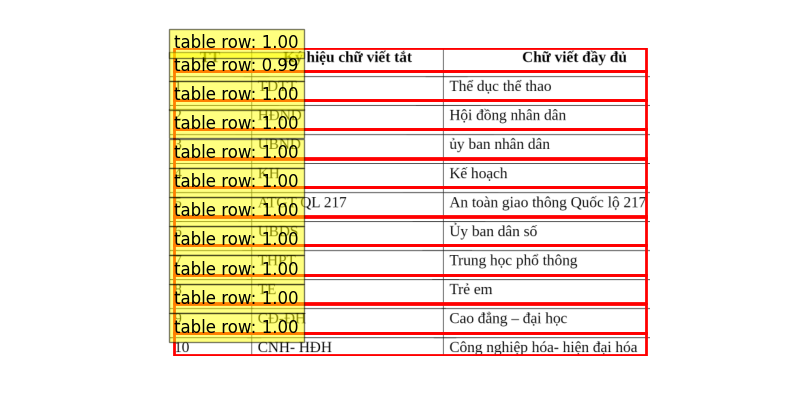 table row: 1.00
TT Ký hiệu chữ viết tắt Chữ viết đầy đủ
table row: 0.99
1 TDTT Thể dục thể thao
table row: 1.00
2 HĐND Hội đồng nhân dân
table row: 1.00
3 UBND ủy ban nhân dân
table row: 1.00
4 KH Kế hoạch
table row: 1.00
5 ATGT QL 217 An toàn giao thông Quốc lộ 217
table row: 1.00
6 UBDS Ủy ban dân số
table row: 1.00
7 THPT Trung học phổ thông
table row: 1.00
8 TE Trẻ em
table row: 1.00
9 CĐ-ĐH Cao đẳng – đại học
table row: 1.00
10 CNH- HĐH Công nghiệp hóa- hiện đại hóa